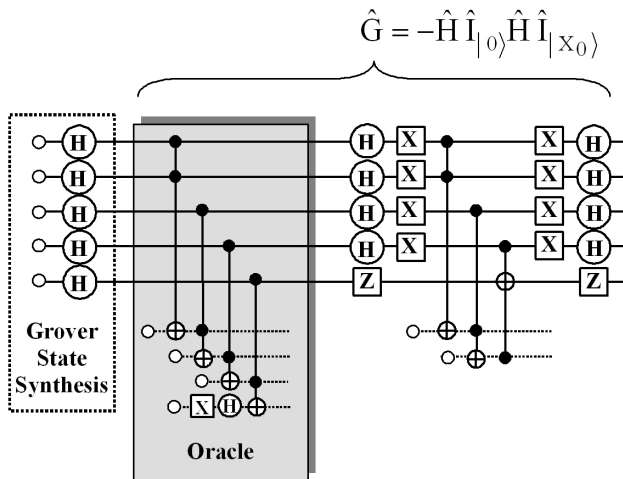 Ĝ = −Ĥ Î|0⟩ Ĥ Î|X0⟩
H H X X H
H H X X H
H H X X H
H H X X H
H Z Z
Grover
State
Synthesis
X H
Oracle